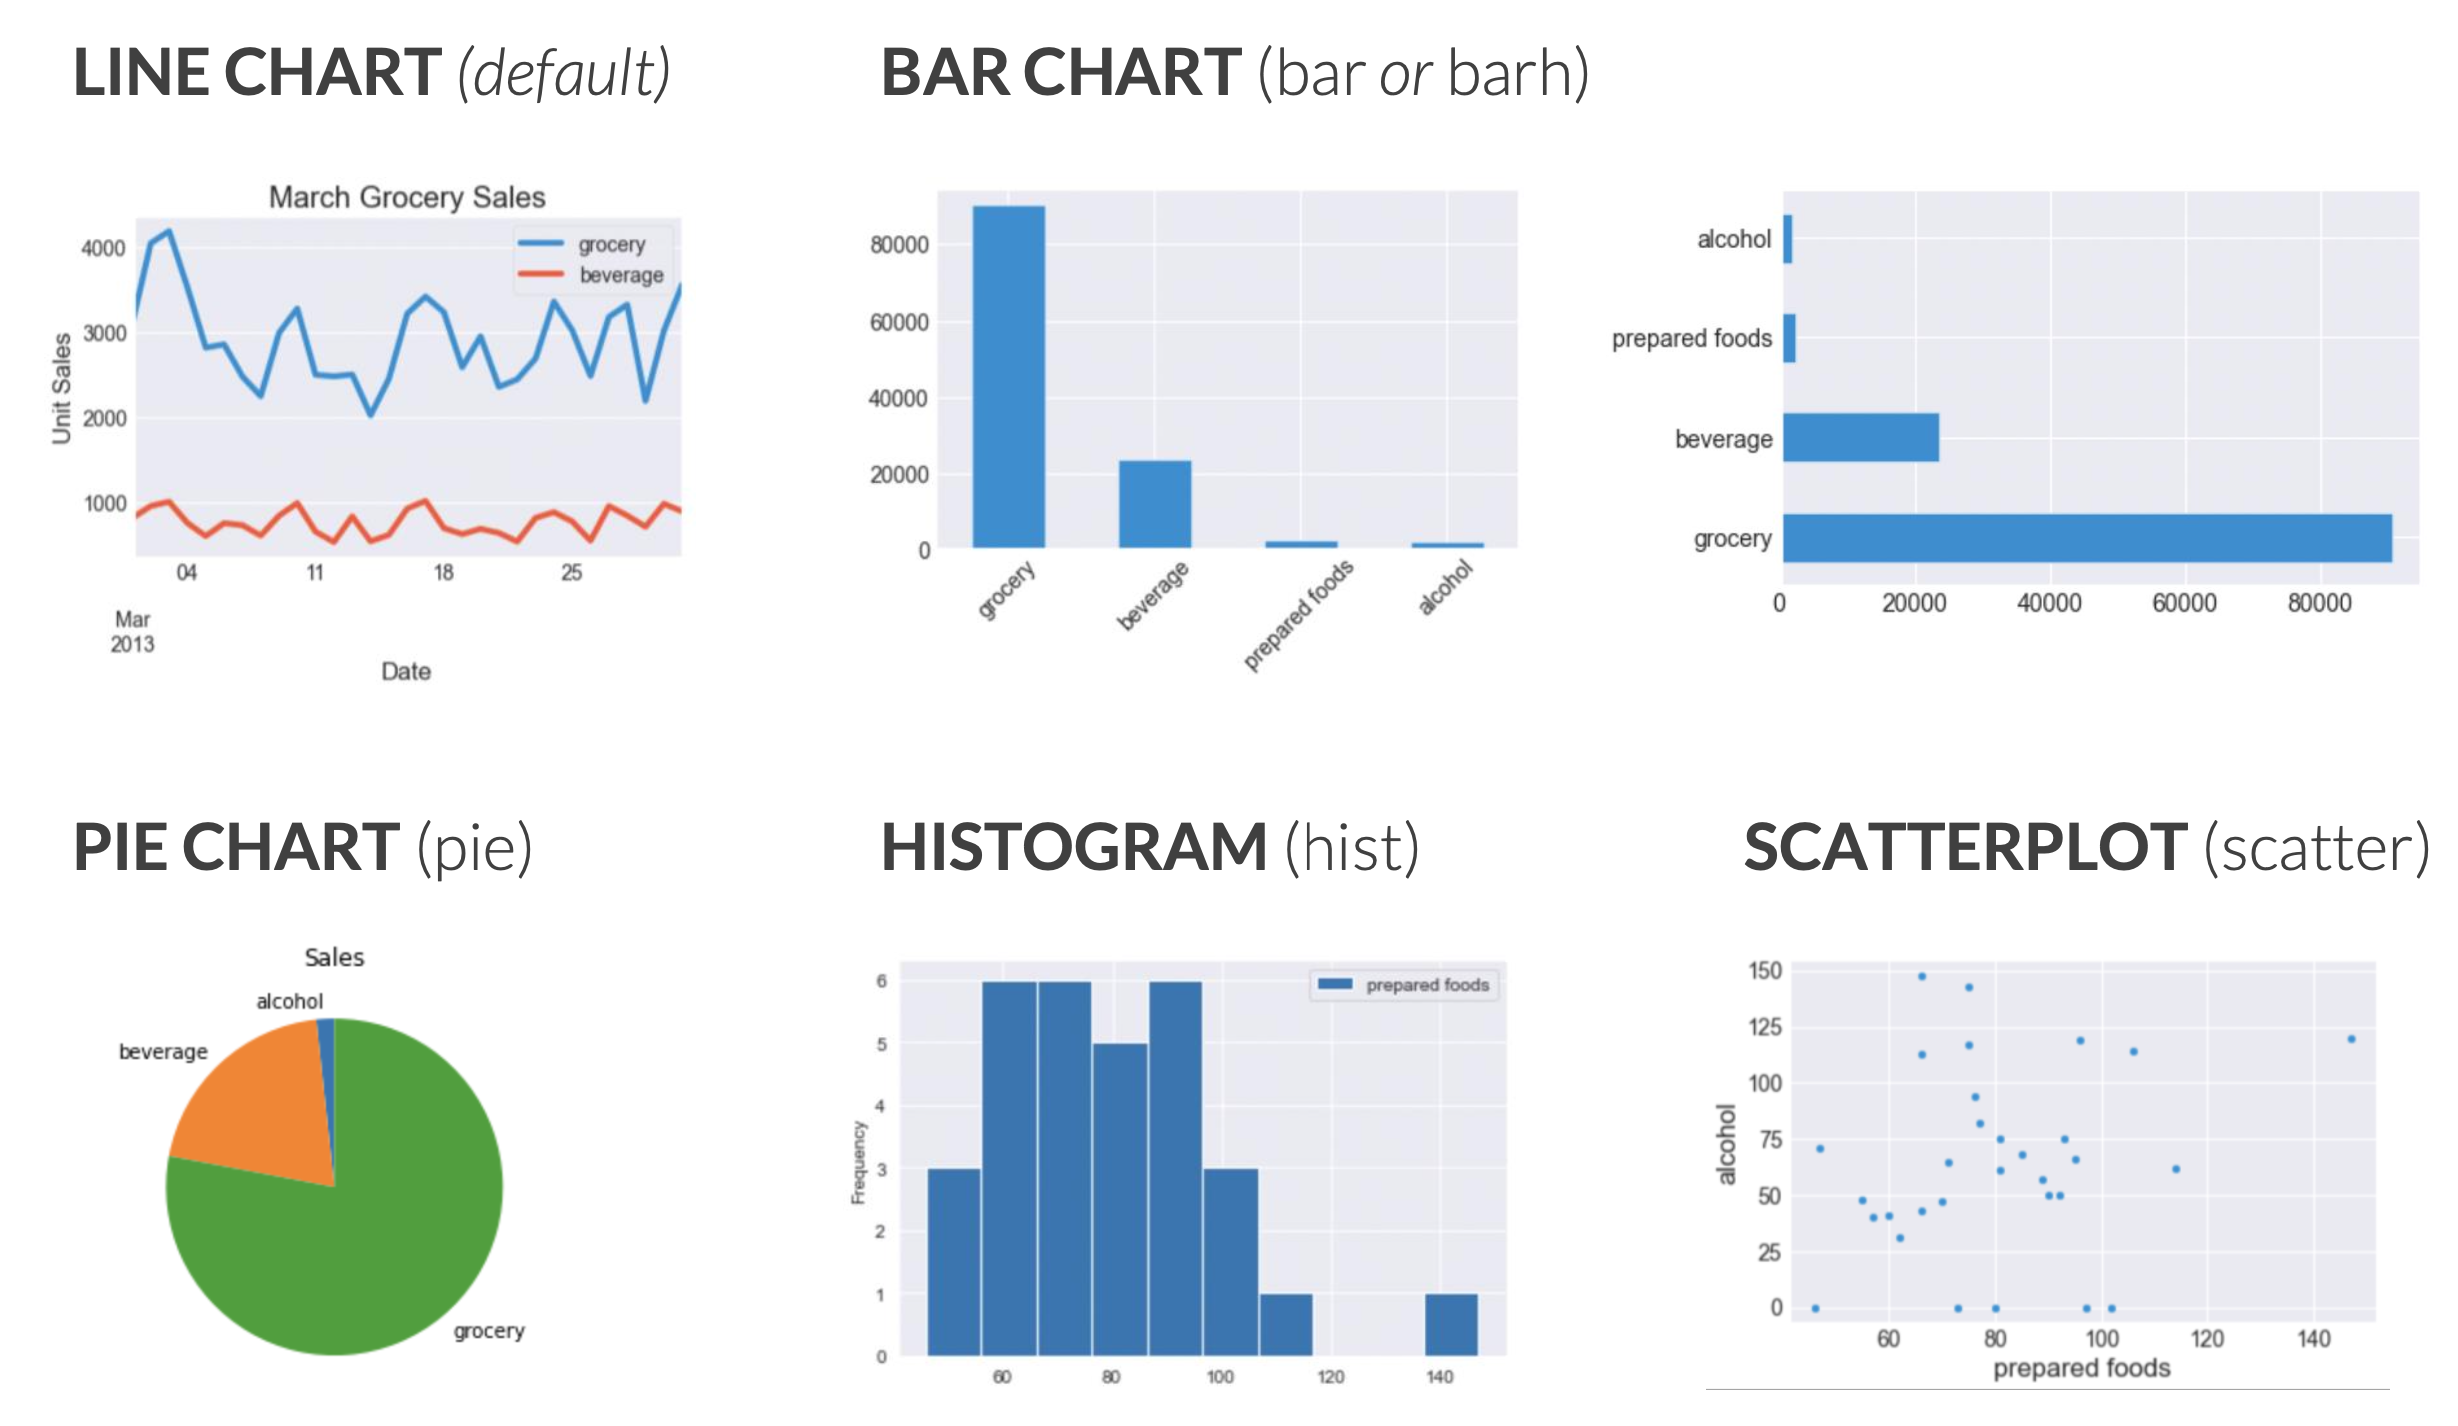 LINE CHART (default)
BAR CHART (bar or barh)
March Grocery Sales
grocery
beverage
4000
3000
2000
1000
Unit Sales
04 11 18 25
Mar
2013
Date
80000
60000
40000
20000
0
grocery beverage prepared foods alcohol
alcohol
prepared foods
beverage
grocery
0 20000 40000 60000 80000
PIE CHART (pie)
HISTOGRAM (hist)
SCATTERPLOT (scatter)
Sales
alcohol
beverage
grocery
prepared foods
6
5
4
3
2
1
0
Frequency
60 80 100 120 140
150
125
100
75
50
25
0
alcohol
60 80 100 120 140
prepared foods